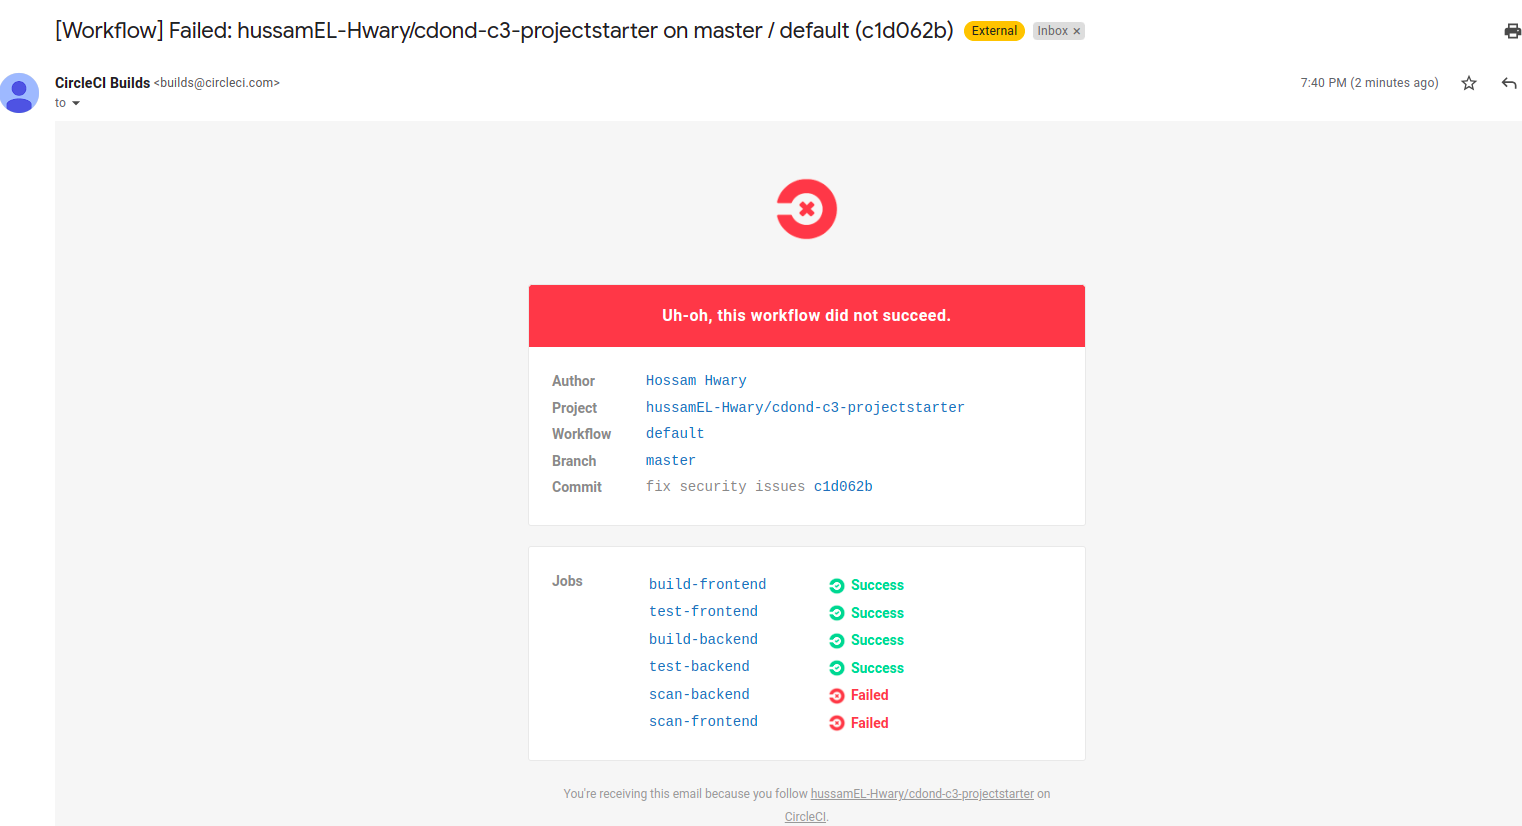 [Workflow] Failed: hussamEL-Hwary/cdond-c3-projectstarter on master / default (c1d062b) External Inbox ×
CircleCI Builds <builds@circleci.com> 7:40 PM (2 minutes ago)
to
Uh-oh, this workflow did not succeed.
Author Hossam Hwary
Project hussamEL-Hwary/cdond-c3-projectstarter
Workflow default
Branch master
Commit fix security issues c1d062b
Jobs build-frontend Success
test-frontend Success
build-backend Success
test-backend Success
scan-backend Failed
scan-frontend Failed
You're receiving this email because you follow hussamEL-Hwary/cdond-c3-projectstarter on
CircleCI.